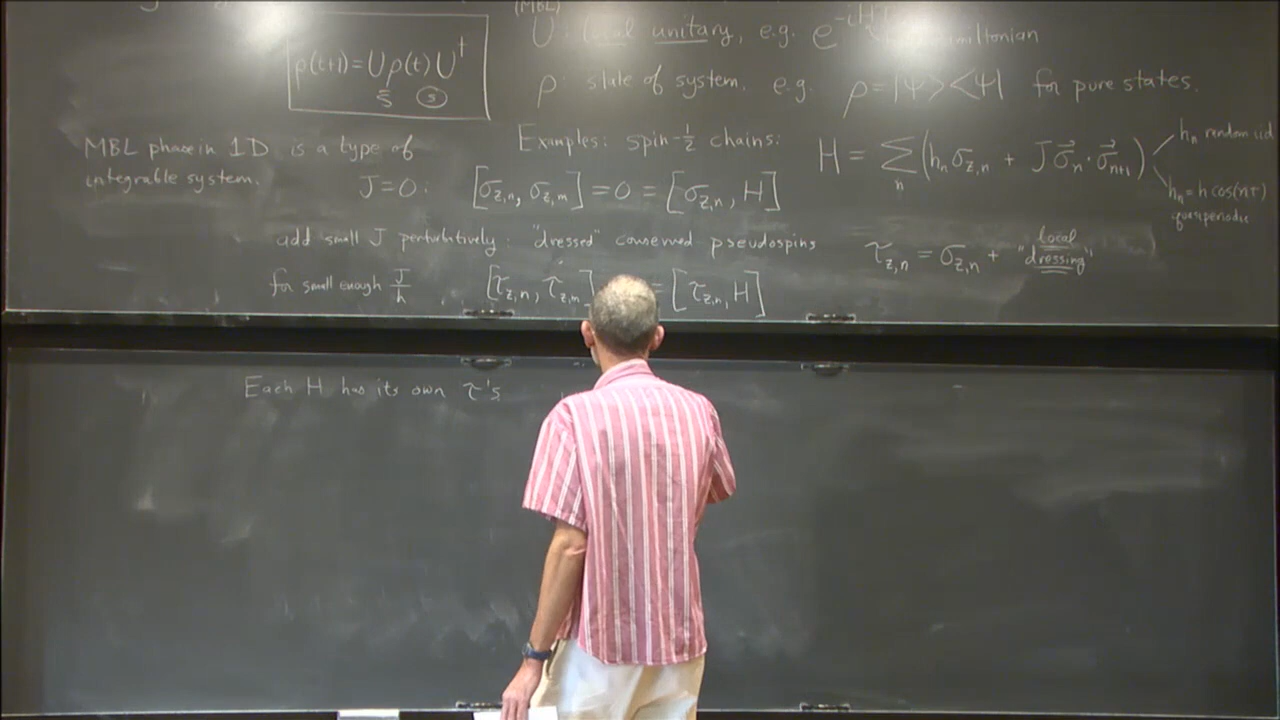 (MBL)
U: local unitary, e.g. e^{-iHt} Hamiltonian
ρ(t+1) = Uρ(t)U†
ξ (s)
ρ: state of system, e.g. ρ = |ψ><ψ| for pure states.
MBL phase in 1D is a type of
integrable system.
Examples: spin-½ chains: H = Σ_n (h_n σ_{z,n} + J σ⃗_n · σ⃗_{n+1})
h_n random iid
h_n = h cos(nτ)
quasiperiodic
J=0: [σ_{z,n}, σ_{z,m}] = 0 = [σ_{z,n}, H]
add small J perturbatively: "dressed" conserved pseudospins τ_{z,n} = σ_{z,n} + "local dressing"
for small enough J/h [τ_{z,n}, τ_{z,m}] = [τ_{z,n}, H]
Each H has its own τ's